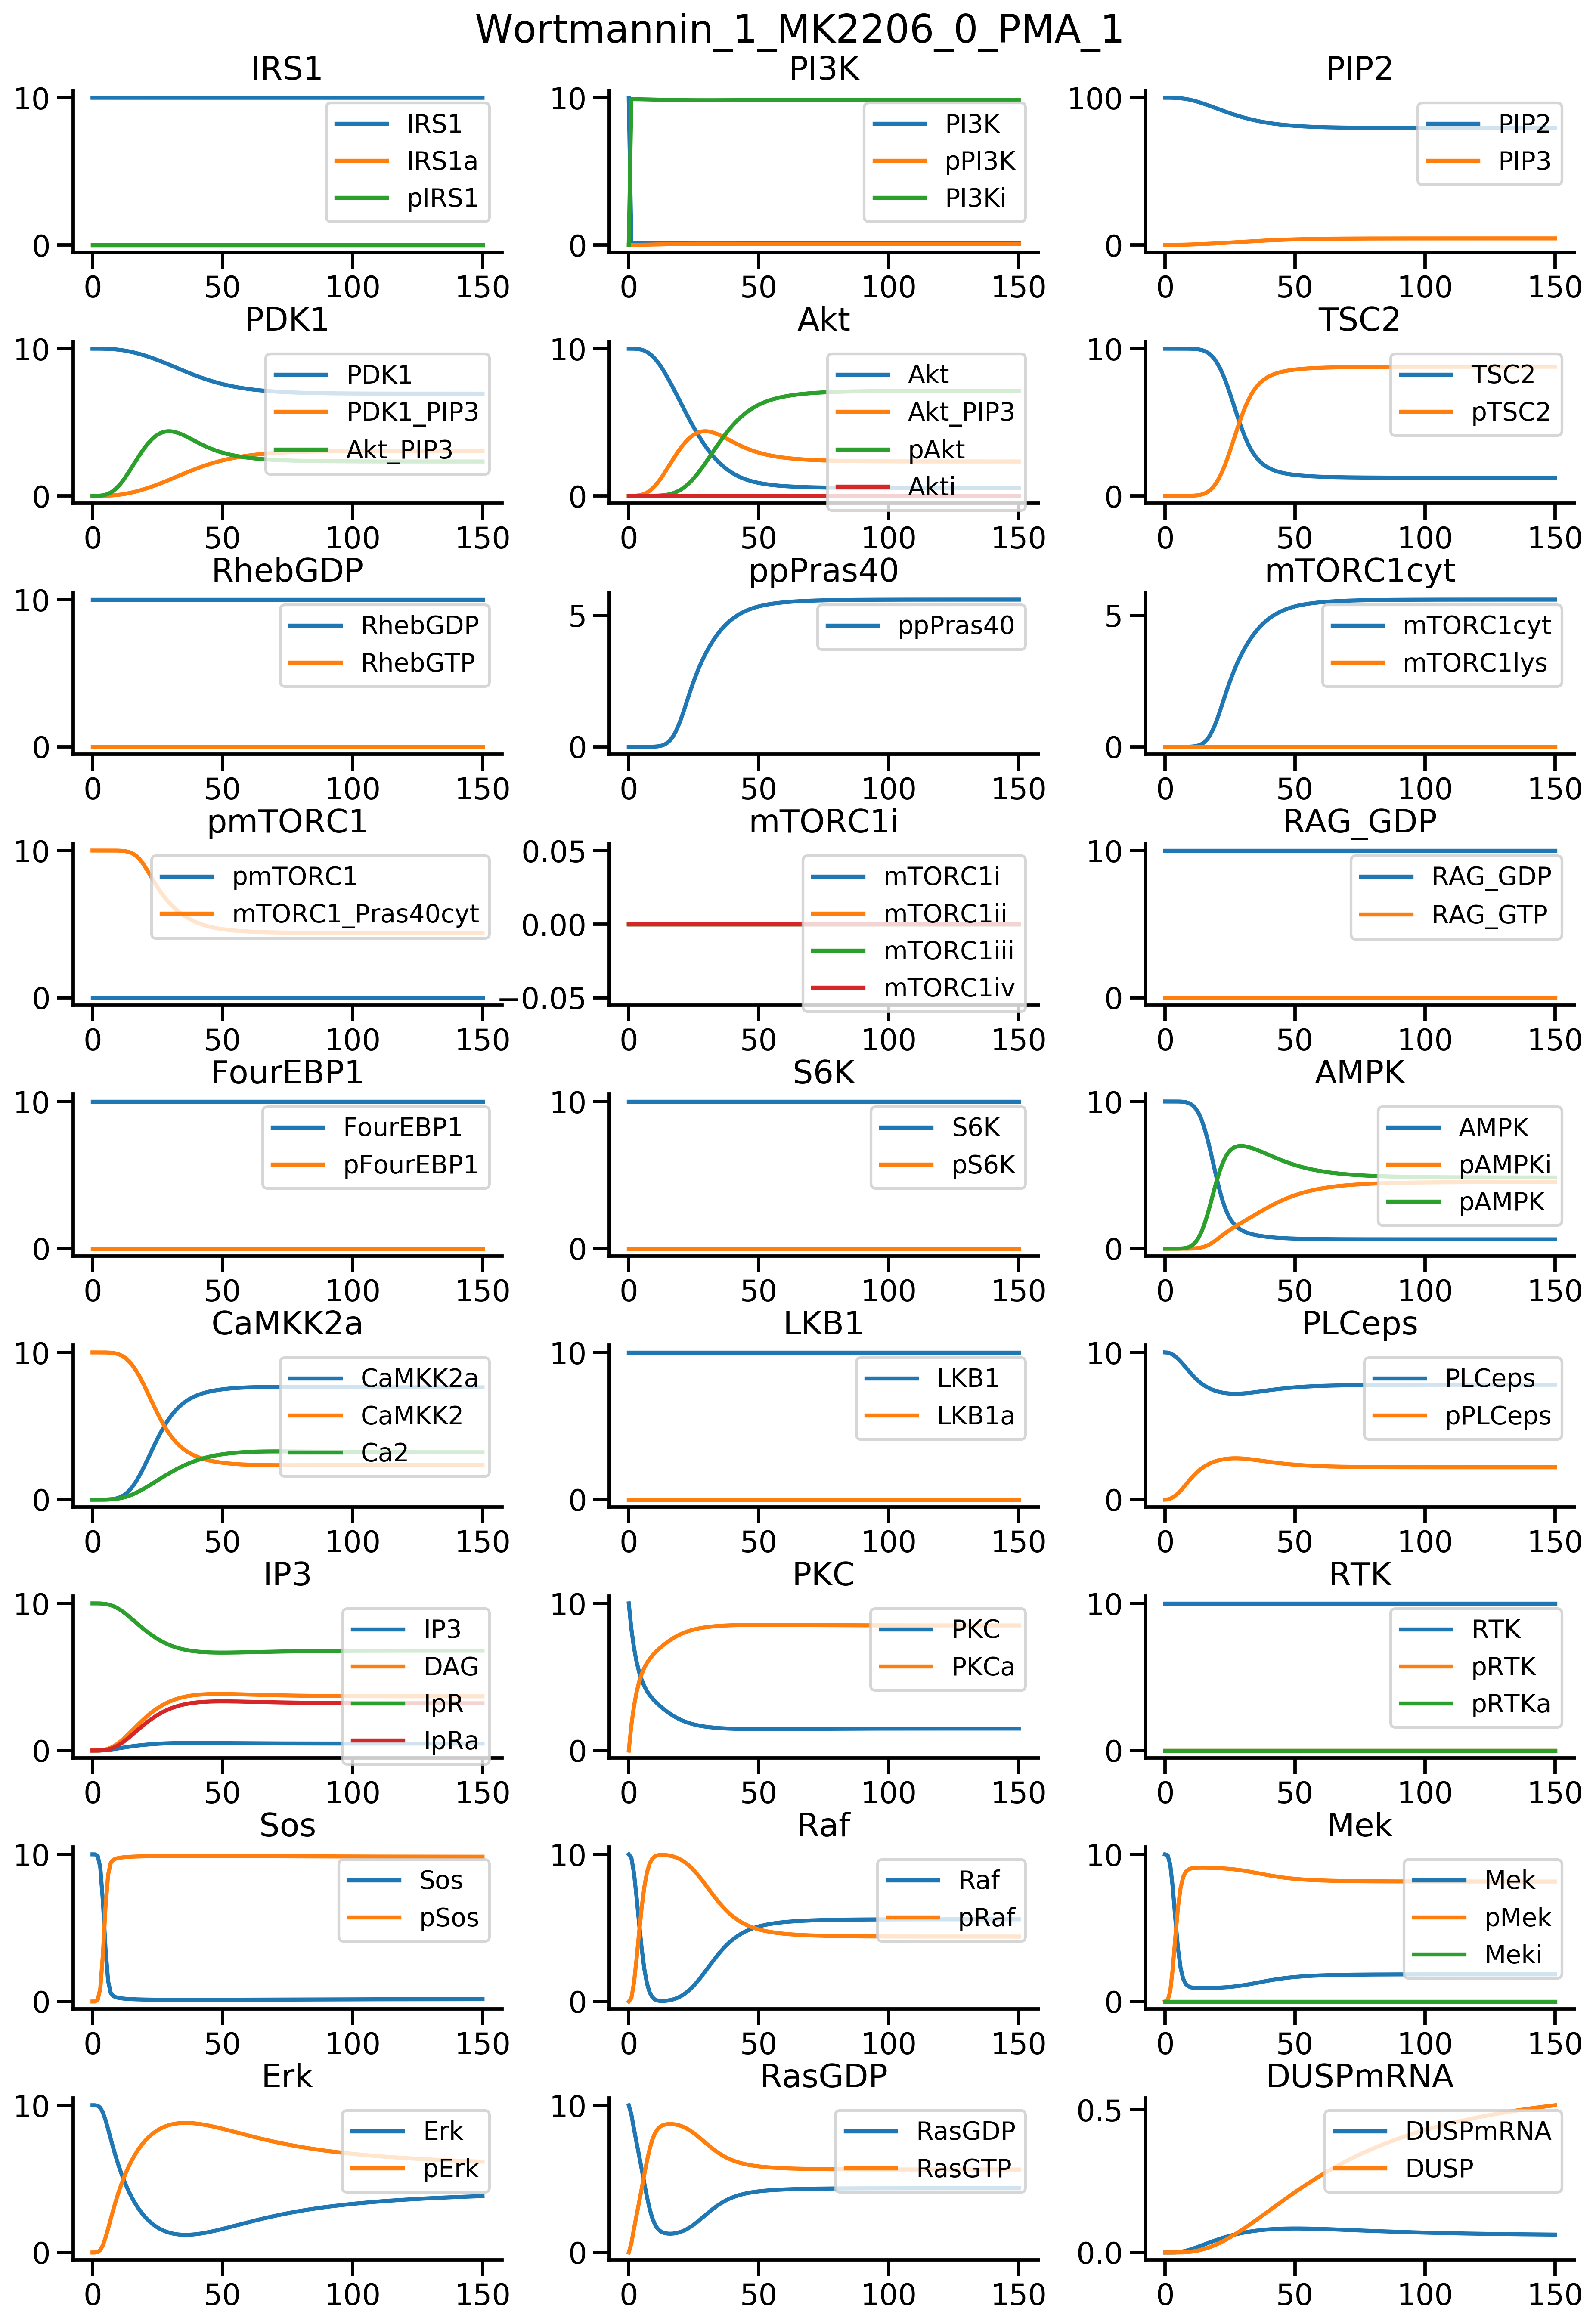 Wortmannin_1_MK2206_0_PMA_1
IRS1 PI3K PIP2
10 10 100
IRS1 PI3K PIP2
IRS1a pPI3K PIP3
pIRS1 PI3Ki
0 0 0
0 50 100 150 0 50 100 150 0 50 100 150
PDK1 Akt TSC2
10 10 10
PDK1 Akt TSC2
PDK1_PIP3 Akt_PIP3 pTSC2
Akt_PIP3 pAkt
Akti
0 0 0
0 50 100 150 0 50 100 150 0 50 100 150
RhebGDP ppPras40 mTORC1cyt
10 5 5
RhebGDP ppPras40 mTORC1cyt
RhebGTP mTORC1lys
0 0 0
0 50 100 150 0 50 100 150 0 50 100 150
pmTORC1 mTORC1i RAG_GDP
10 0.05 10
pmTORC1 mTORC1i RAG_GDP
mTORC1_Pras40cyt mTORC1ii RAG_GTP
0.00 mTORC1iii
mTORC1iv
0 −0.05 0
0 50 100 150 0 50 100 150 0 50 100 150
FourEBP1 S6K AMPK
10 10 10
FourEBP1 S6K AMPK
pFourEBP1 pS6K pAMPKi
pAMPK
0 0 0
0 50 100 150 0 50 100 150 0 50 100 150
CaMKK2a LKB1 PLCeps
10 10 10
CaMKK2a LKB1 PLCeps
CaMKK2 LKB1a pPLCeps
Ca2
0 0 0
0 50 100 150 0 50 100 150 0 50 100 150
IP3 PKC RTK
10 10 10
IP3 PKC RTK
DAG PKCa pRTK
IpR pRTKa
IpRa
0 0 0
0 50 100 150 0 50 100 150 0 50 100 150
Sos Raf Mek
10 10 10
Sos Raf Mek
pSos pRaf pMek
Meki
0 0 0
0 50 100 150 0 50 100 150 0 50 100 150
Erk RasGDP DUSPmRNA
10 10 0.5
Erk RasGDP DUSPmRNA
pErk RasGTP DUSP
0 0 0.0
0 50 100 150 0 50 100 150 0 50 100 150